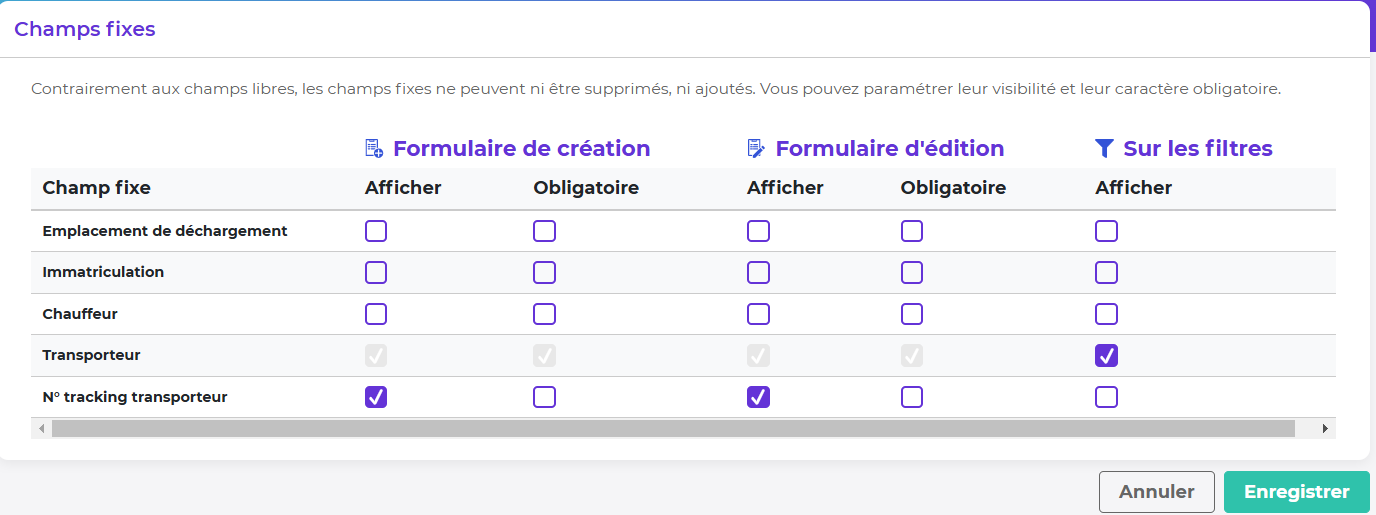 Champs fixes
Contrairement aux champs libres, les champs fixes ne peuvent ni être supprimés, ni ajoutés. Vous pouvez paramétrer leur visibilité et leur caractère obligatoire.
Formulaire de création Formulaire d'édition Sur les filtres
Champ fixe Afficher Obligatoire Afficher Obligatoire Afficher
Emplacement de déchargement
Immatriculation
Chauffeur
Transporteur
N° tracking transporteur
Annuler Enregistrer